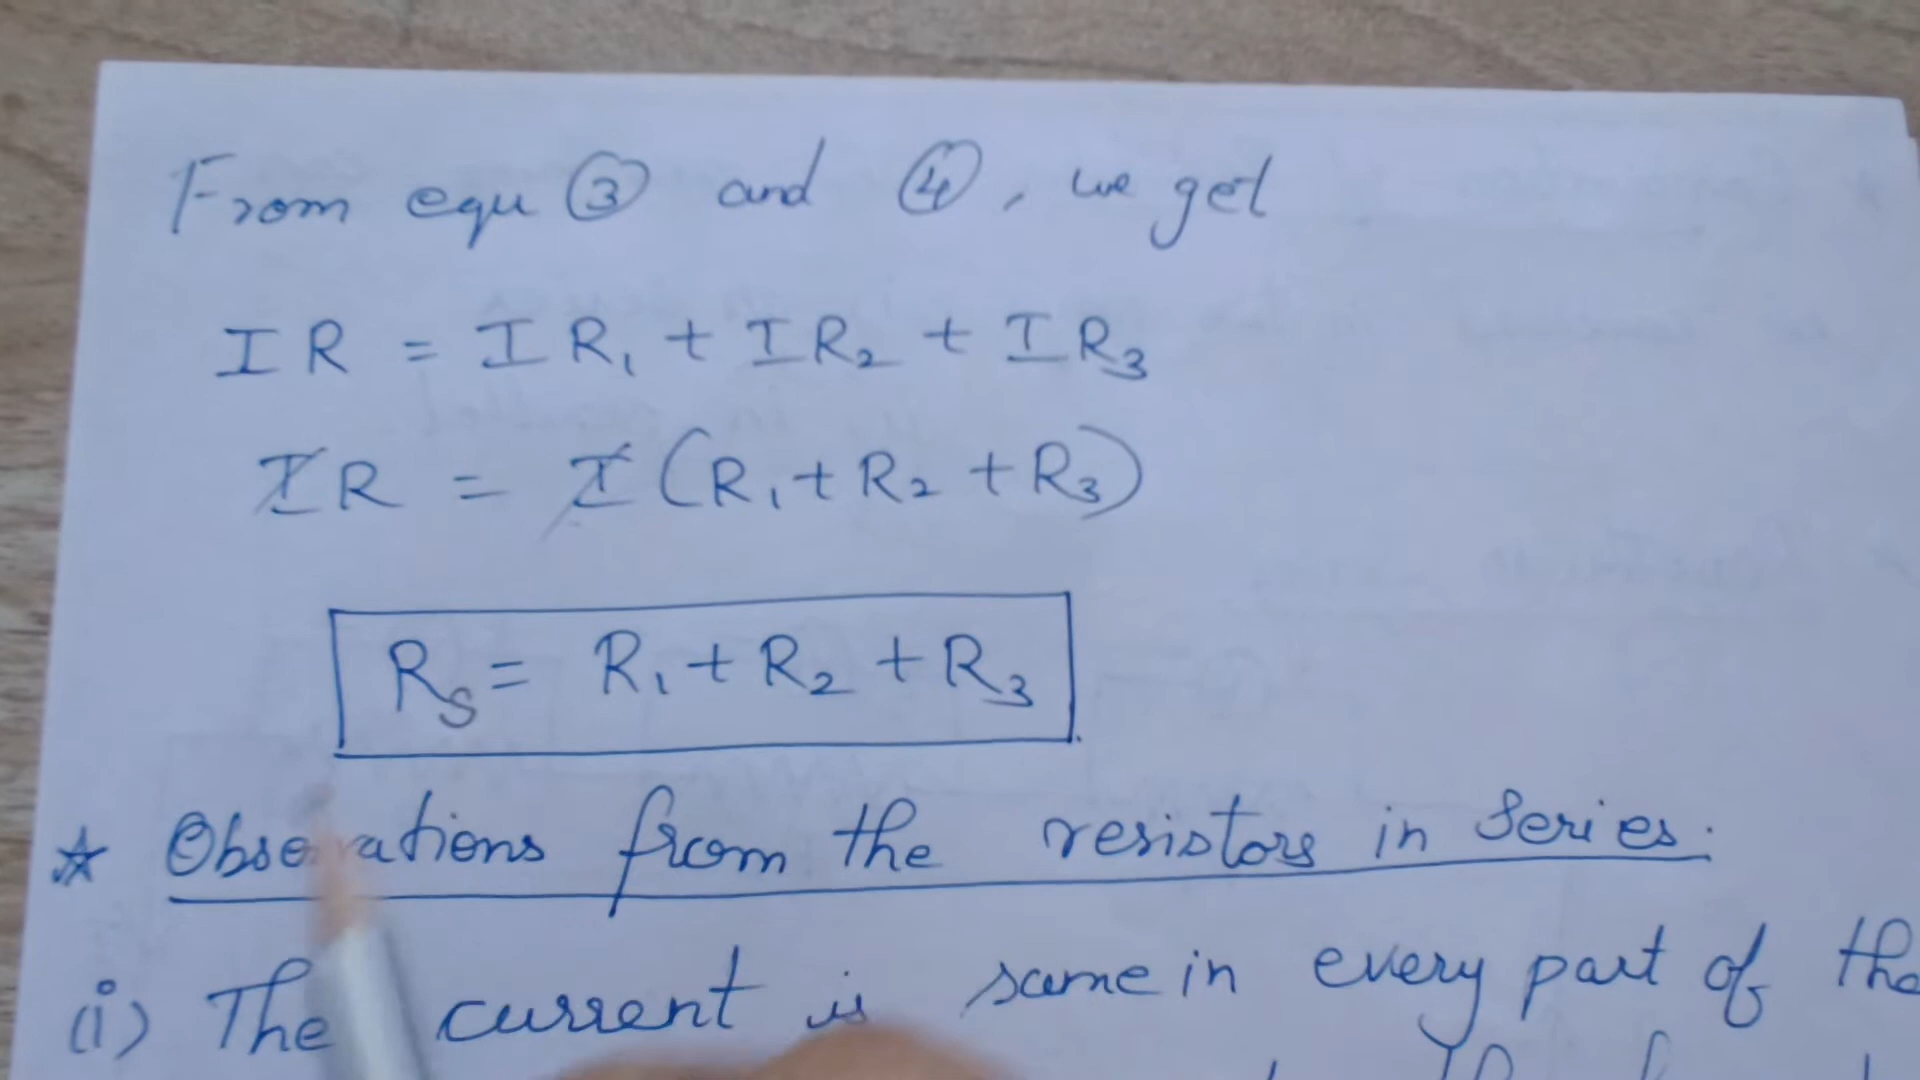 From equ ③ and ④, we get
IR = IR₁ + IR₂ + IR₃
IR = I(R₁+R₂+R₃)
Rs = R₁+R₂+R₃
☆ Observations from the resistors in Series.
(i) The current is same in every part of the